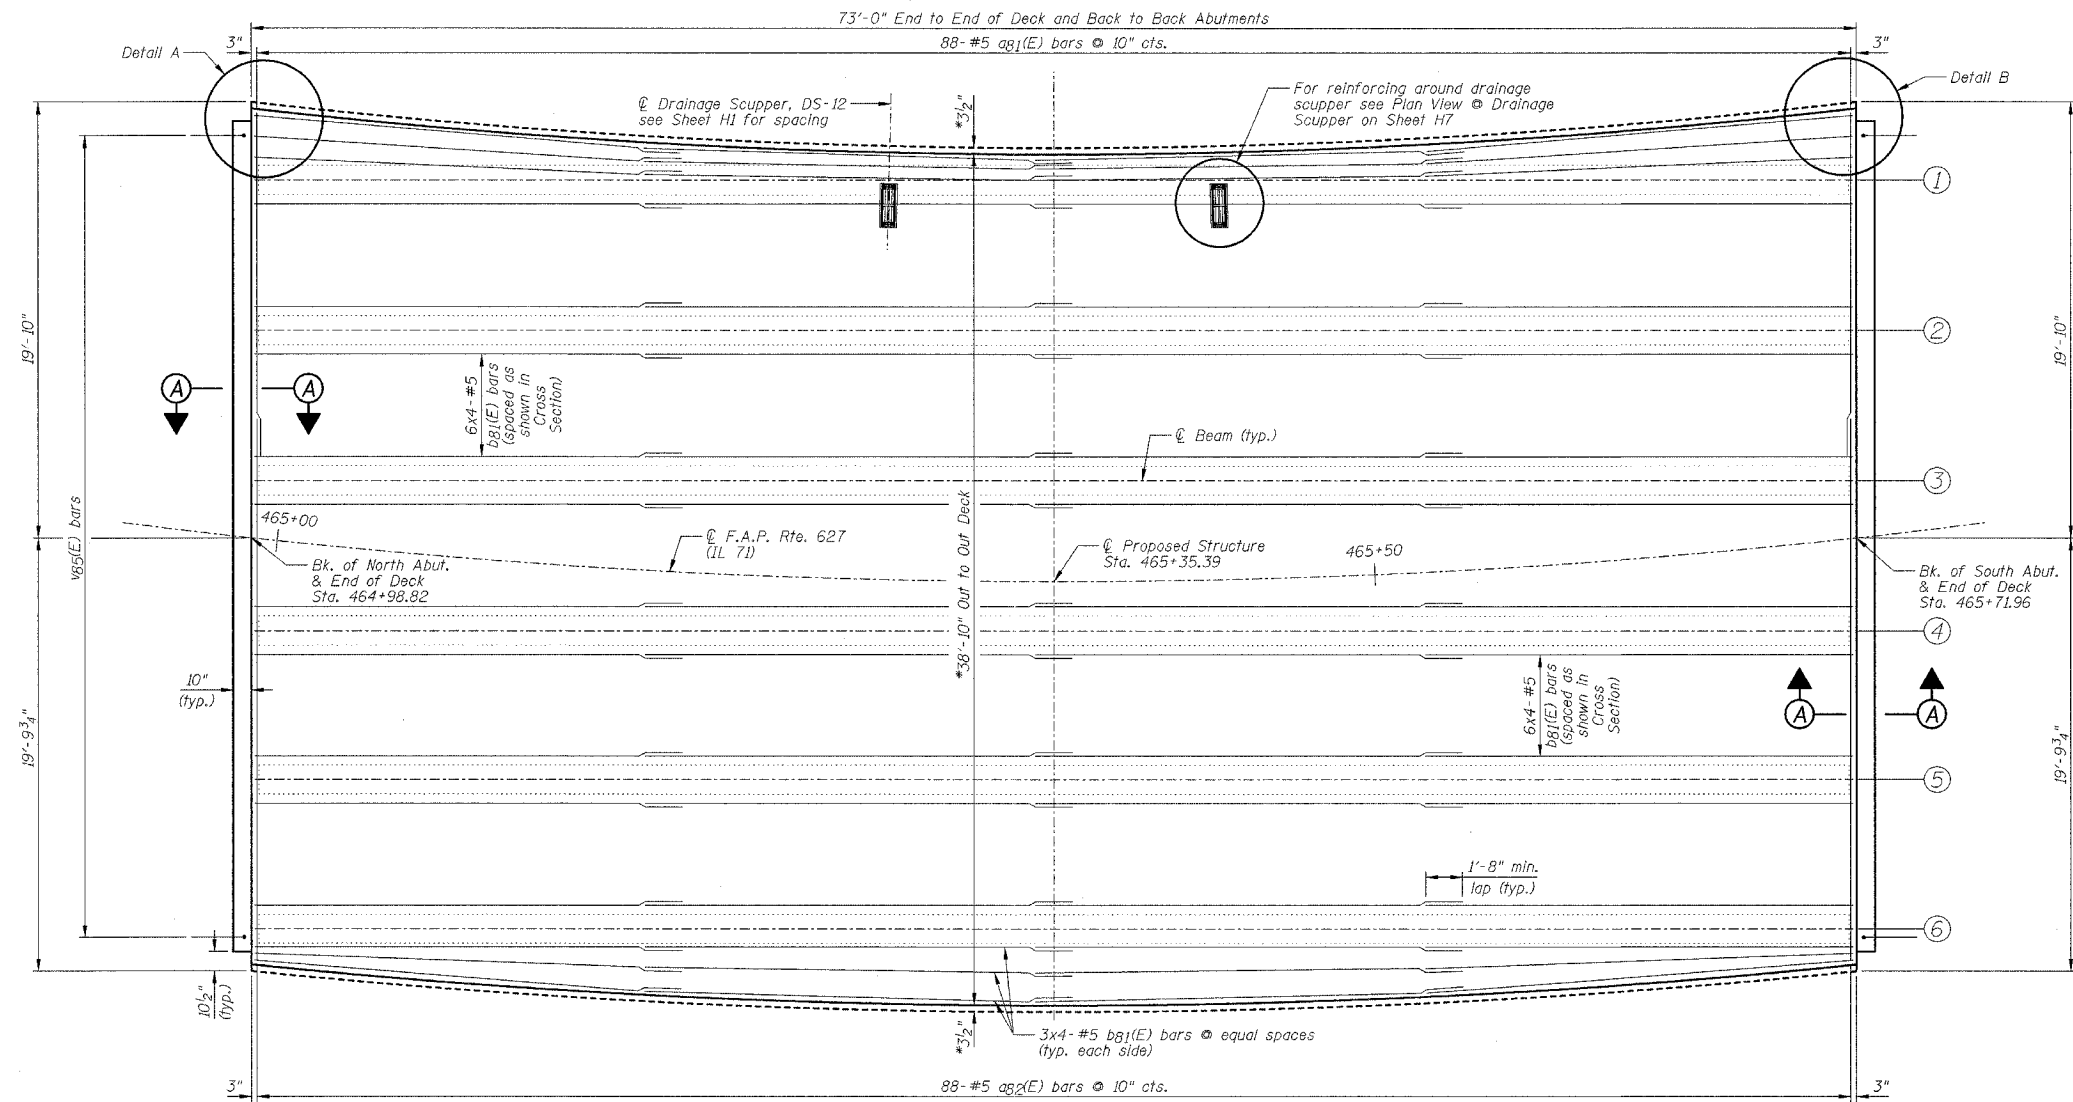 73'-0" End to End of Deck and Back to Back Abutments
3"
88-#5 a81(E) bars @ 10" cts.
3"
Detail A
Detail B
℄ Drainage Scupper, DS-12
see Sheet H1 for spacing
*3½"
For reinforcing around drainage
scupper see Plan View @ Drainage
Scupper on Sheet H7
1
19'-10"
19'-10"
2
6x4-#5
b81(E) bars
(spaced as
shown in
Cross
Section)
A
A
℄ Beam (typ.)
3
v85(E) bars
465+00
℄ F.A.P. Rte. 627
(IL 71)
*38'-10" Out to Out Deck
℄ Proposed Structure
Sta. 465+35.39
465+50
Bk. of North Abut.
& End of Deck
Sta. 464+98.82
Bk. of South Abut.
& End of Deck
Sta. 465+71.96
4
10"
(typ.)
6x4-#5
b81(E) bars
(spaced as
shown in
Cross
Section)
A
A
19'-9¾"
19'-9¾"
5
1'-8" min.
lap (typ.)
6
10½"
(typ.)
*3½"
3x4-#5 b81(E) bars @ equal spaces
(typ. each side)
3"
88-#5 a82(E) bars @ 10" cts.
3"